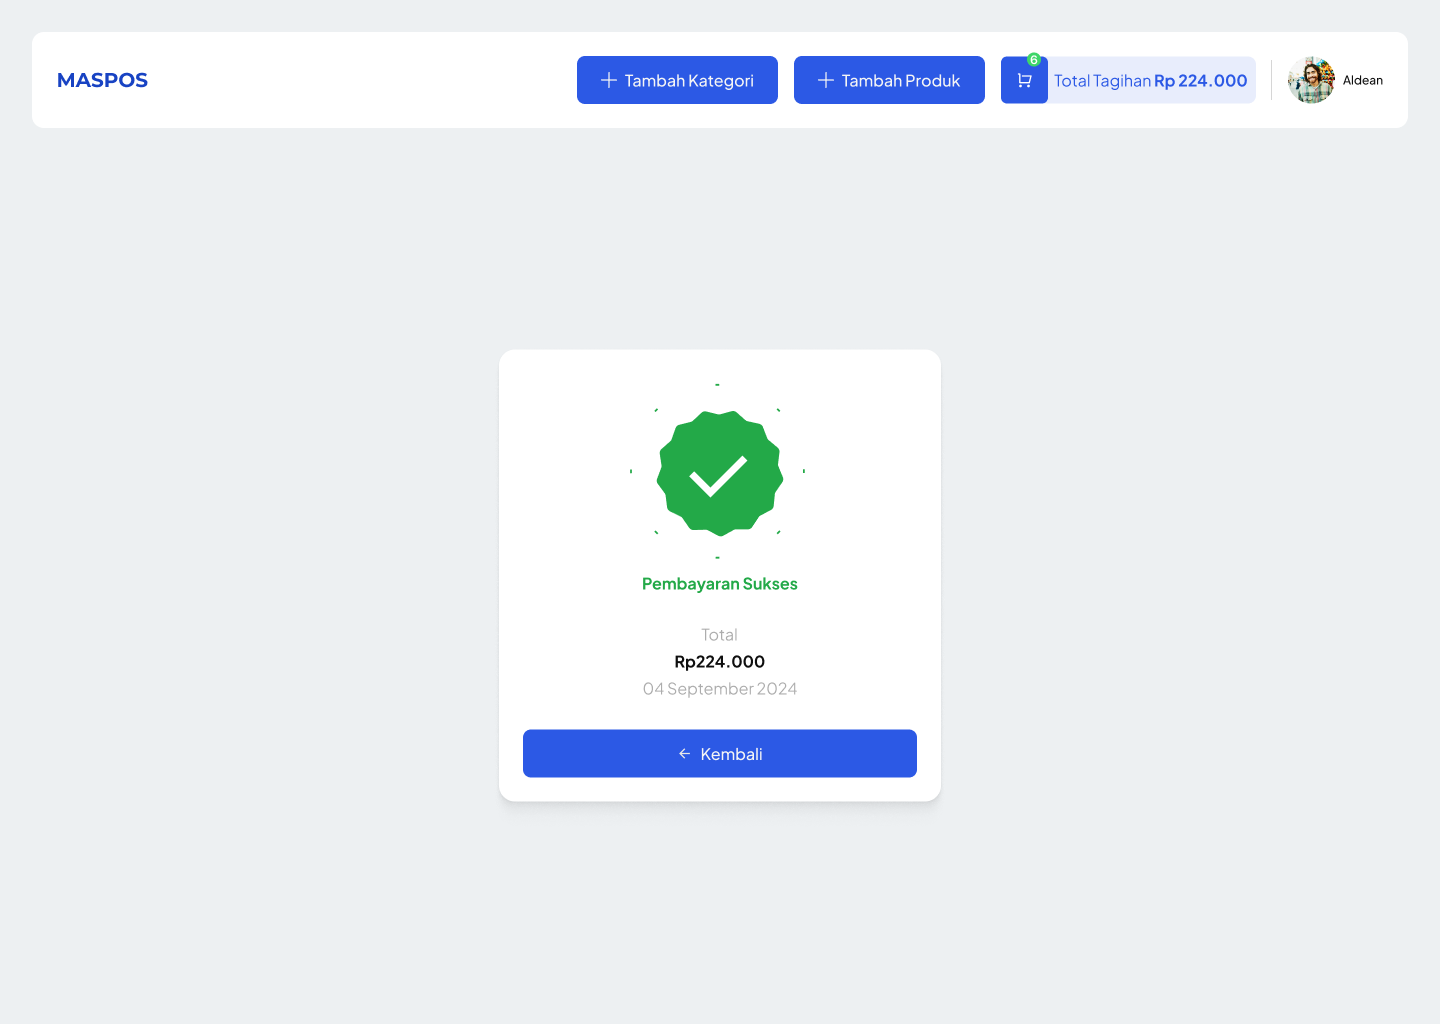 MASPOS
Tambah Kategori
Tambah Produk
6
Total Tagihan Rp 224.000
Aldean
Pembayaran Sukses
Total
Rp224.000
04 September 2024
Kembali